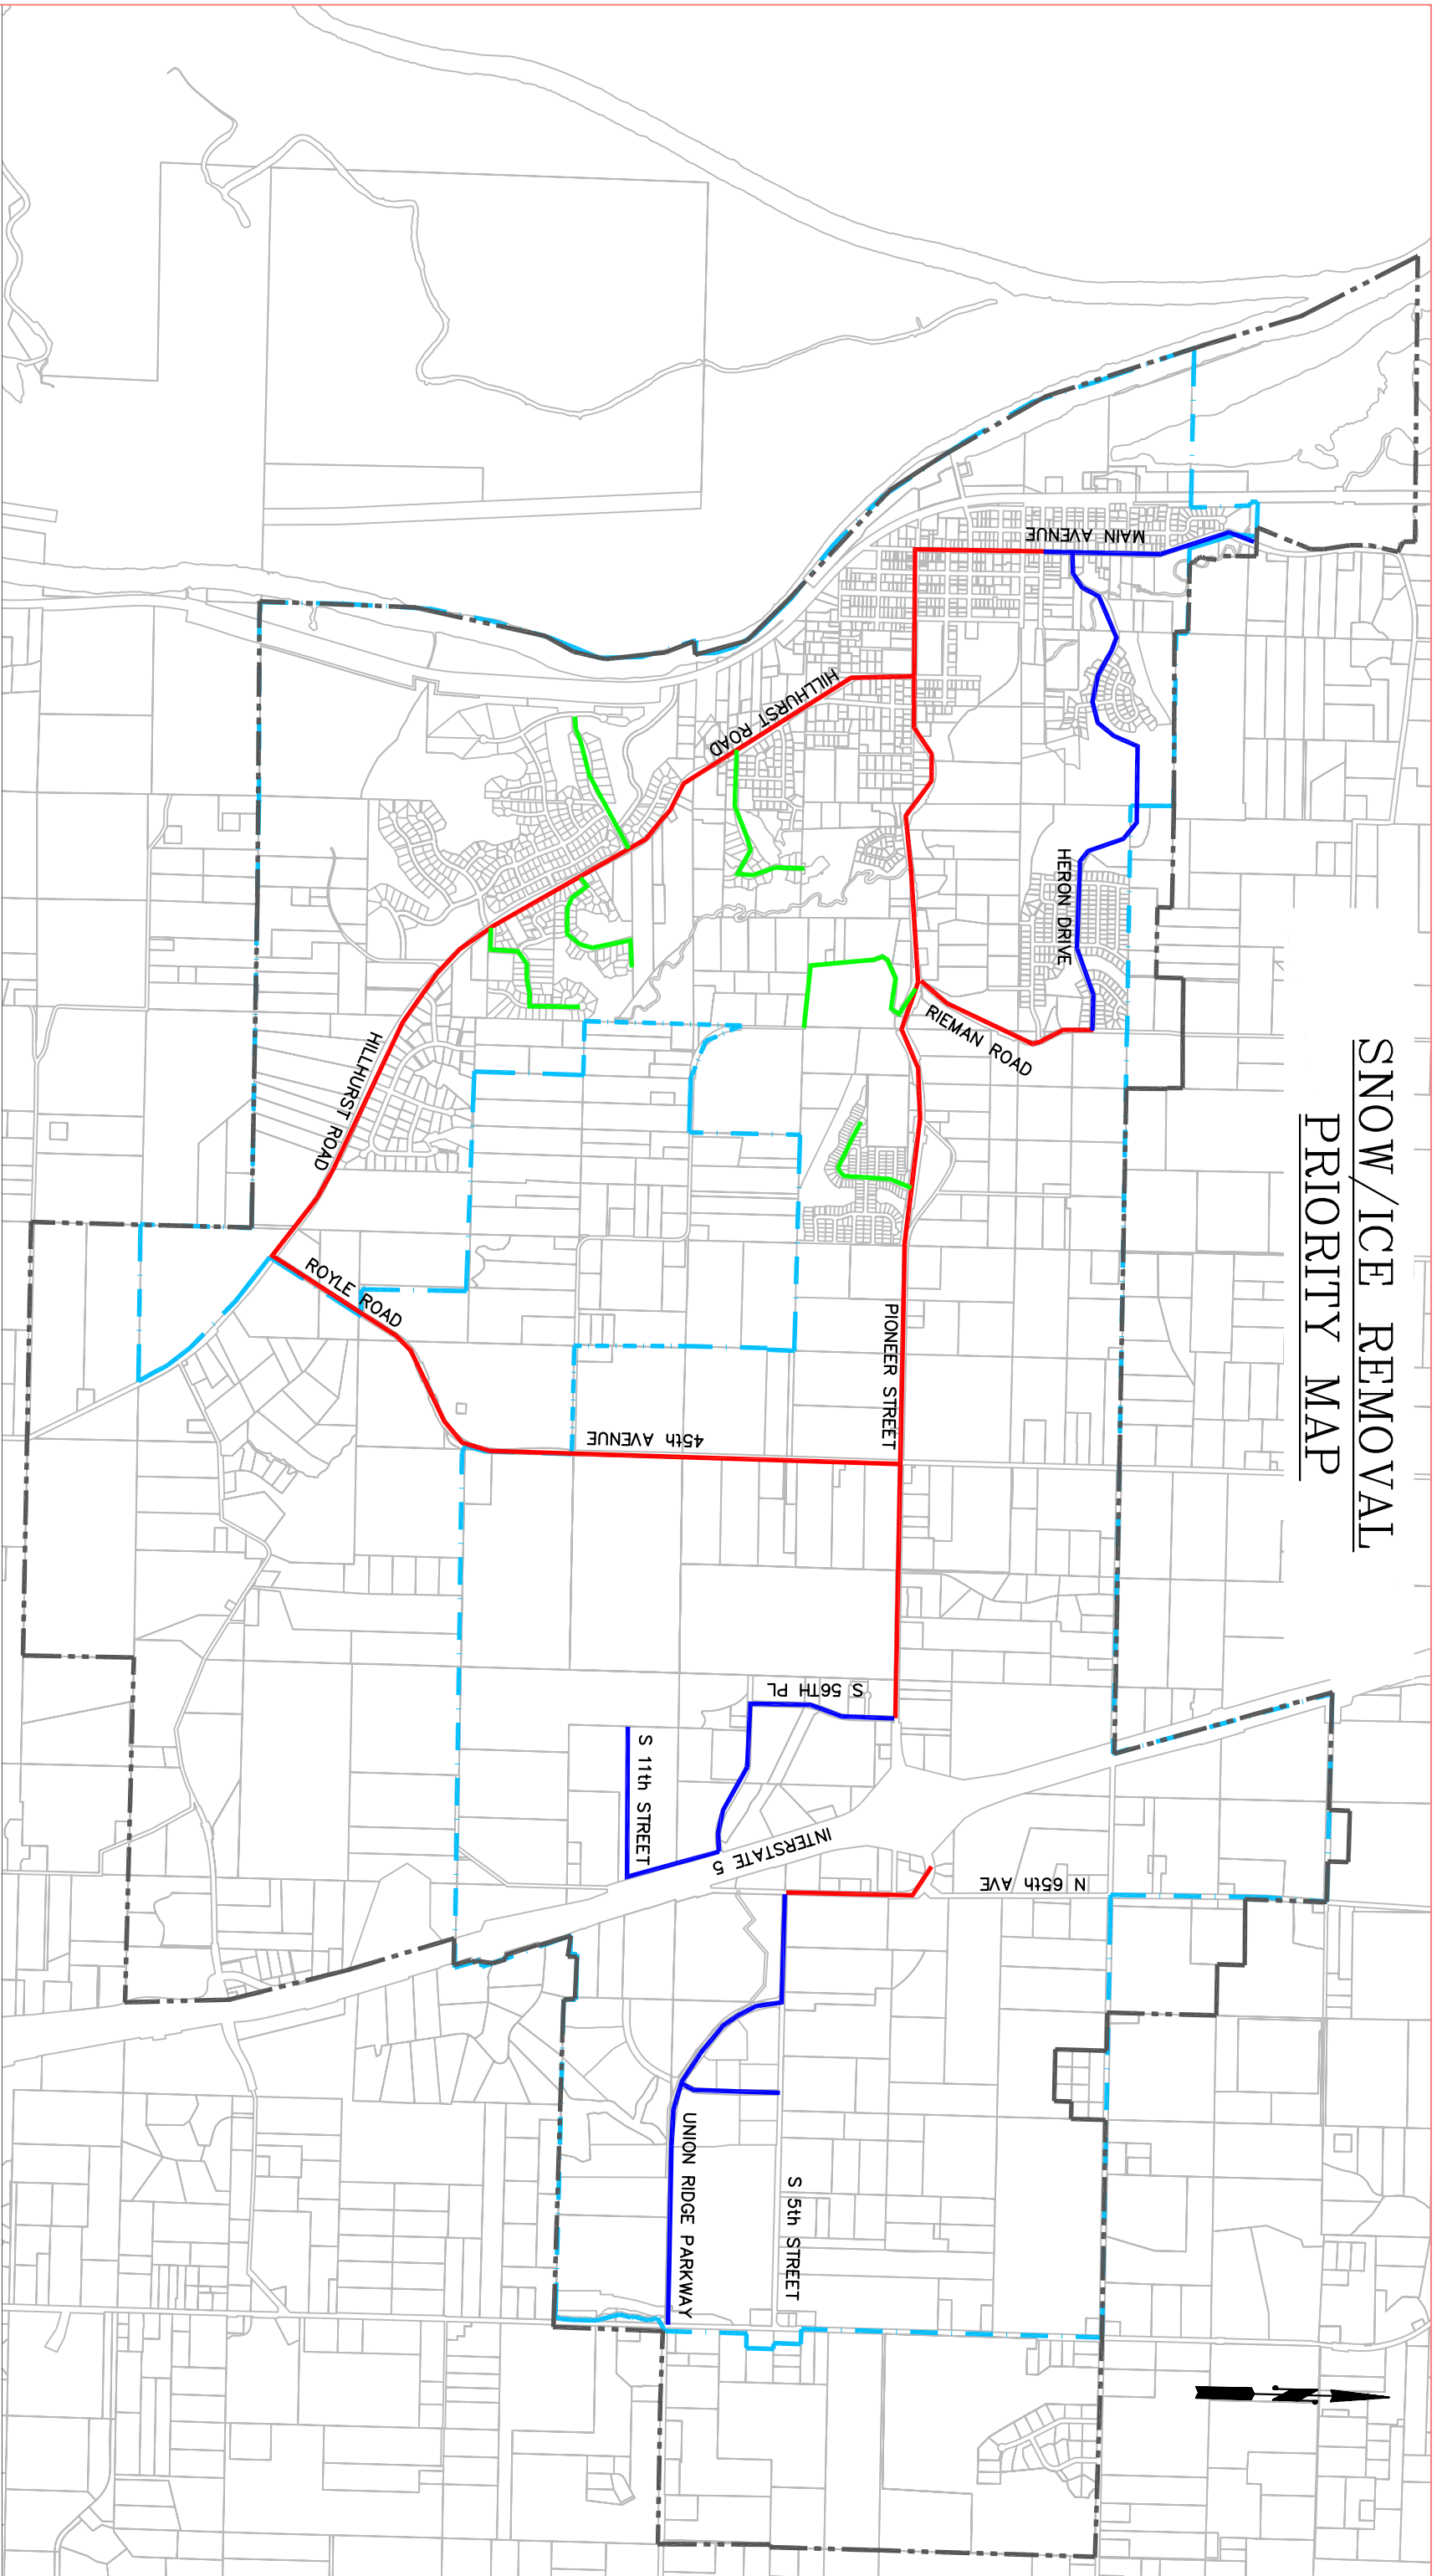 SNOW/ICE REMOVAL
PRIORITY MAP
MAIN AVENUE
HERON DRIVE
HILLHURST ROAD
RIEMAN ROAD
HILLHURST ROAD
ROYLE ROAD
PIONEER STREET
45th AVENUE
S 56TH PL
S 11th STREET
INTERSTATE 5
N 65th AVE
UNION RIDGE PARKWAY
S 5th STREET
N